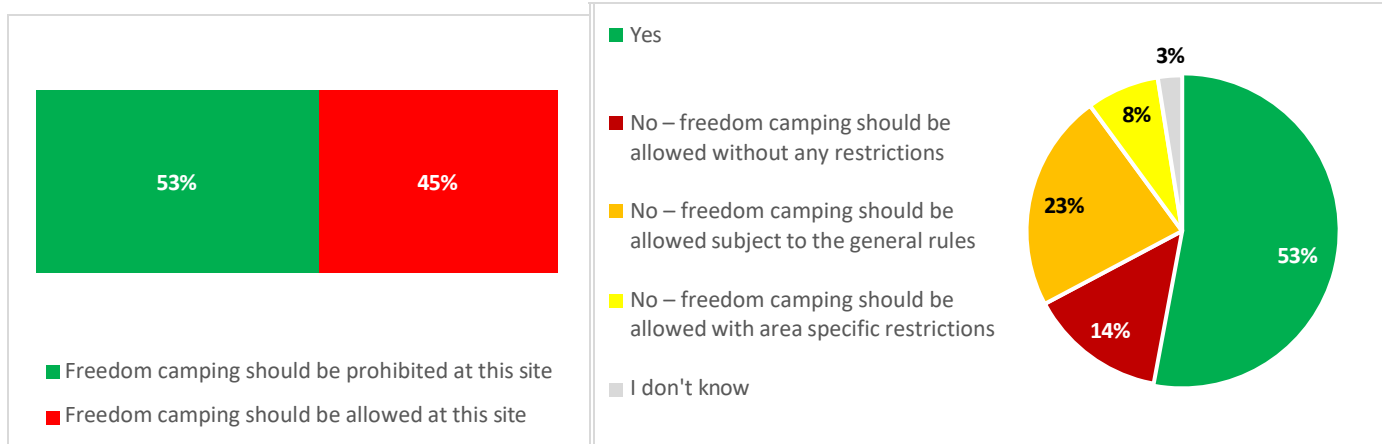 53%
45%
Freedom camping should be prohibited at this site
Freedom camping should be allowed at this site
Yes
No – freedom camping should be
allowed without any restrictions
No – freedom camping should be
allowed subject to the general rules
No – freedom camping should be
allowed with area specific restrictions
I don't know
3%
8%
23%
53%
14%